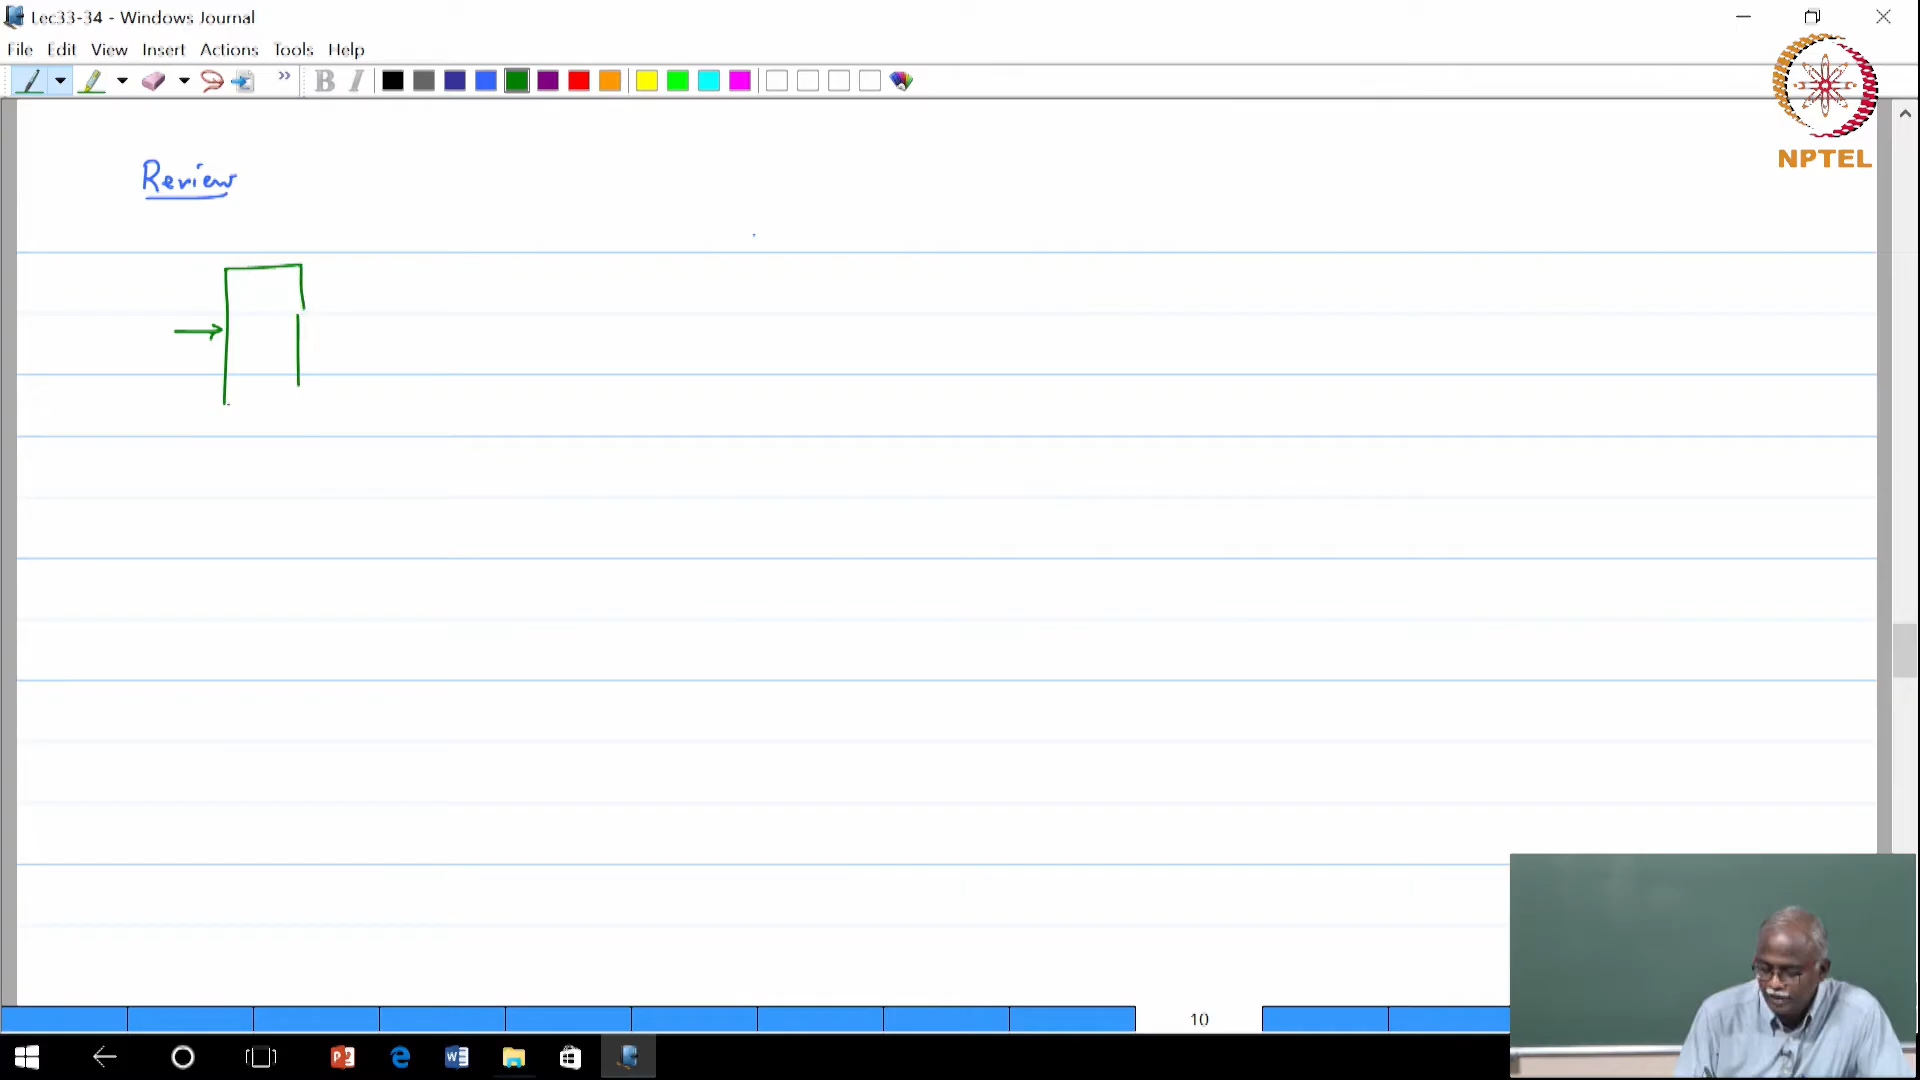 Lec33-34 - Windows Journal
File Edit View Insert Actions Tools Help
B I
NPTEL
Review
10